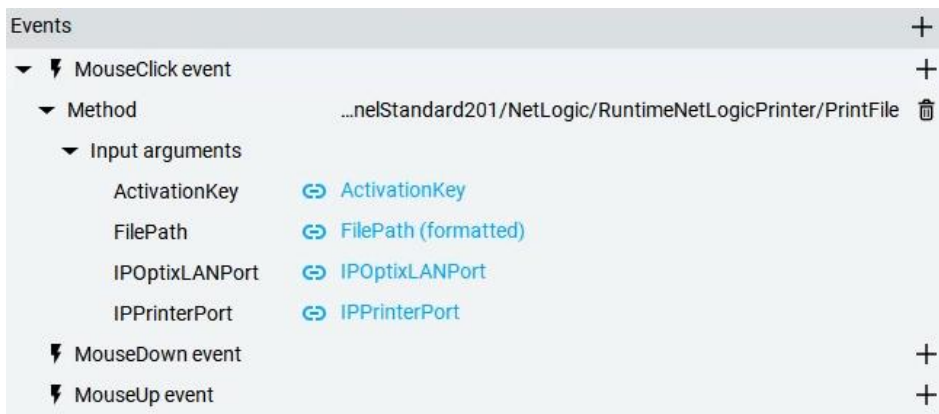 Events
MouseClick event
Method ...nelStandard201/NetLogic/RuntimeNetLogicPrinter/PrintFile
Input arguments
ActivationKey ActivationKey
FilePath FilePath (formatted)
IPOptixLANPort IPOptixLANPort
IPPrinterPort IPPrinterPort
MouseDown event
MouseUp event